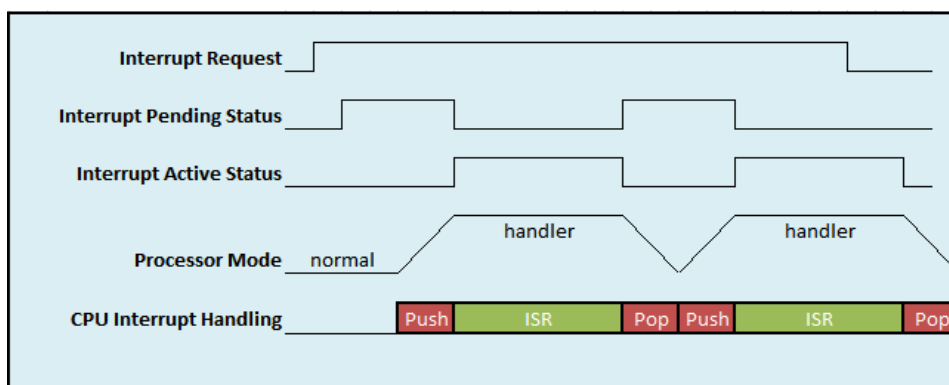 Interrupt Request
Interrupt Pending Status
Interrupt Active Status
handler handler
Processor Mode normal
CPU Interrupt Handling Push ISR Pop Push ISR Pop